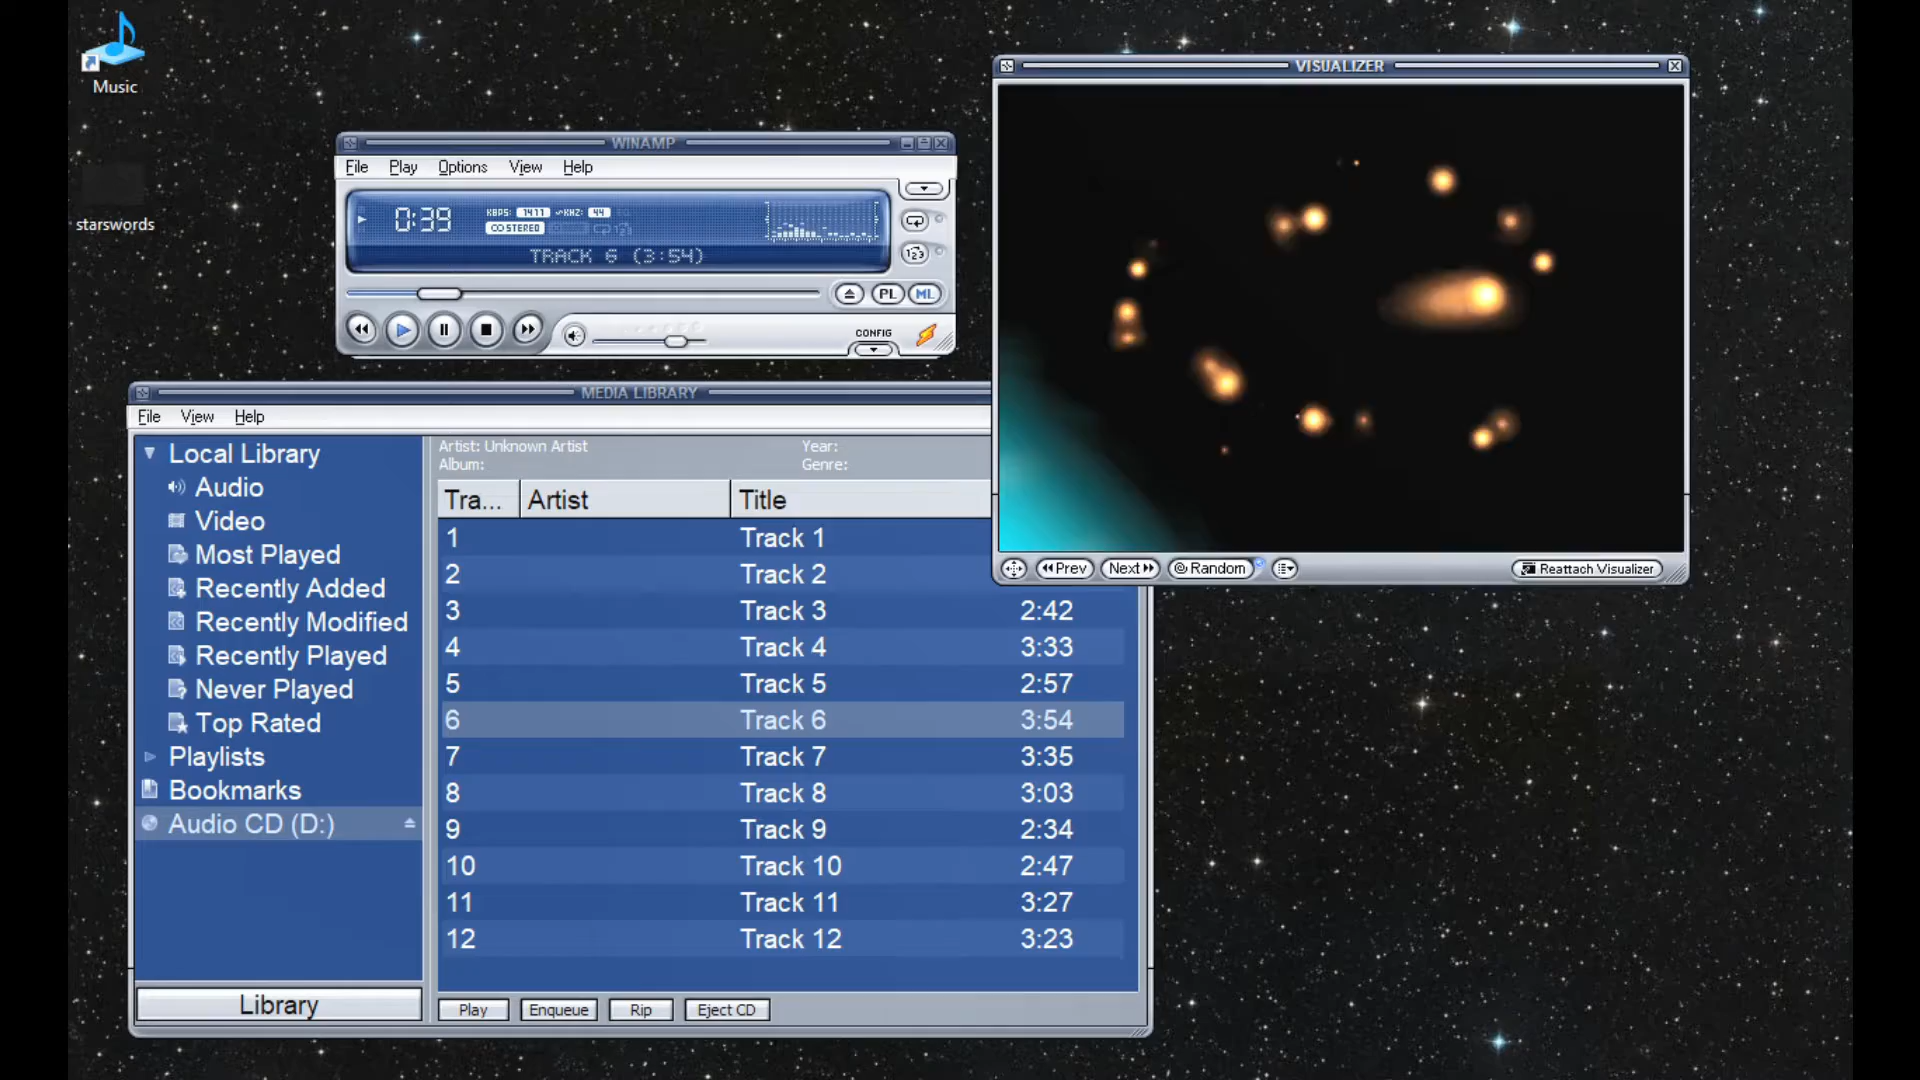 Music
starswords
WINAMP
File Play Options View Help
0:39
KBPS: 1411 KHZ: 44
STEREO
TRACK 6 (3:54)
PL ML
CONFIG
VISUALIZER
Prev Next Random Reattach Visualizer
MEDIA LIBRARY
File View Help
Local Library
Audio
Video
Most Played
Recently Added
Recently Modified
Recently Played
Never Played
Top Rated
Playlists
Bookmarks
Audio CD (D:)
Library
Artist: Unknown Artist Year:
Album: Genre:
Tra... Artist Title
1 Track 1
2 Track 2
3 Track 3 2:42
4 Track 4 3:33
5 Track 5 2:57
6 Track 6 3:54
7 Track 7 3:35
8 Track 8 3:03
9 Track 9 2:34
10 Track 10 2:47
11 Track 11 3:27
12 Track 12 3:23
Play Enqueue Rip Eject CD